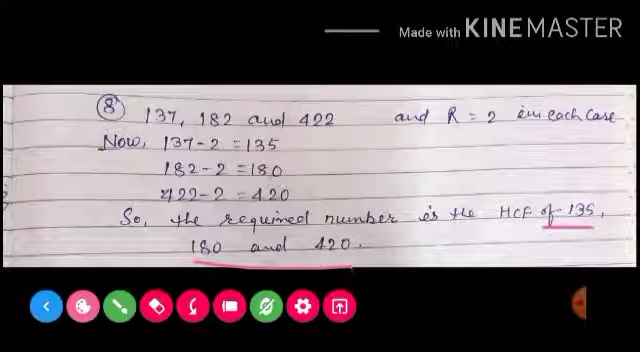 Made with KINEMASTER
8 137, 182 and 422 and R = 2 in each case
Now, 137-2 = 135
182-2 = 180
422-2 = 420
So, the required number is the HCF of 135,
180 and 420.